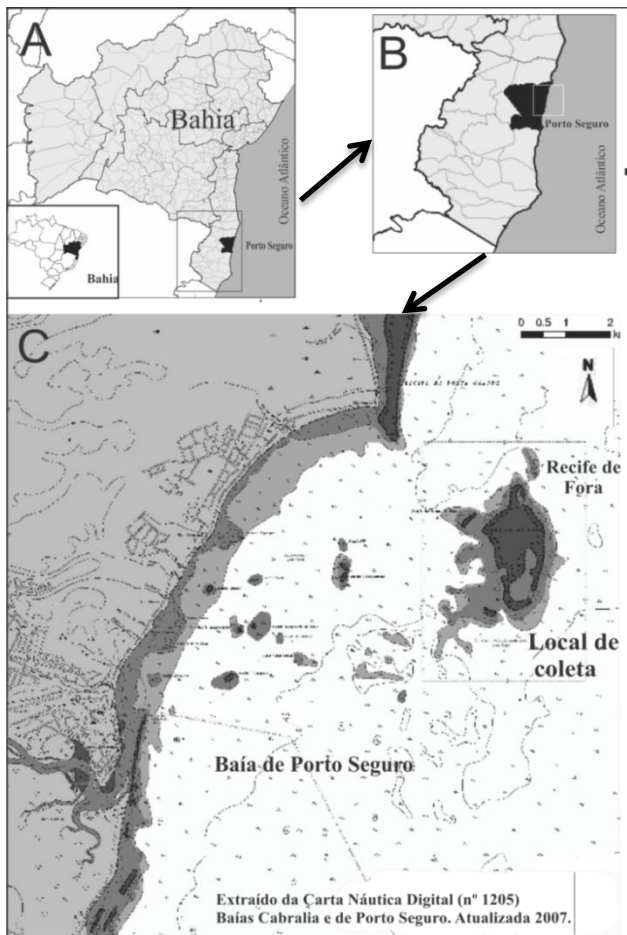 A
Bahia
Oceano Atlântico
Porto Seguro
Bahia
B
Porto Seguro
Oceano Atlântico
C
0 0.5 1 2
N
Recife de
Fora
Local de
coleta
Baía de Porto Seguro
Extraído da Carta Náutica Digital (nº 1205)
Baías Cabralia e de Porto Seguro. Atualizada 2007.